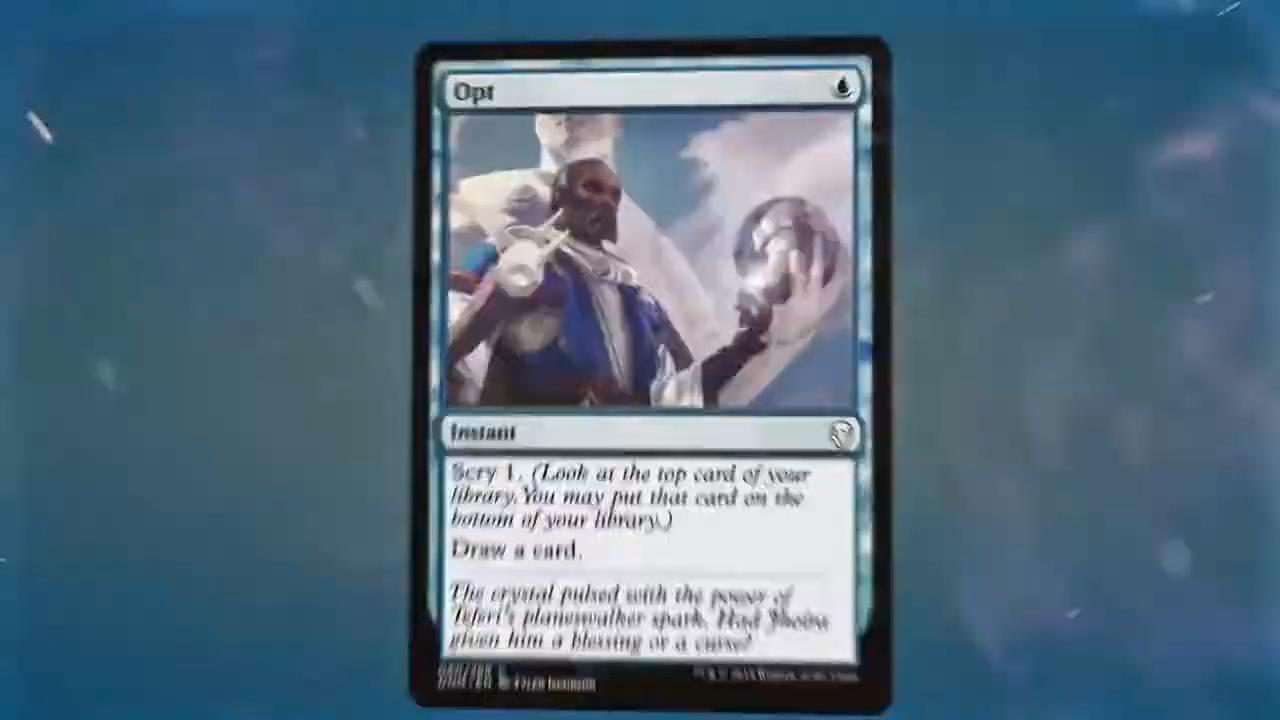 Opt
Instant
Scry 1. (Look at the top card of your
library. You may put that card on the
bottom of your library.)
Draw a card.
The crystal pulsed with the power of
Teferi's planeswalker spark. Had Jhoira
given him a blessing or a curse?